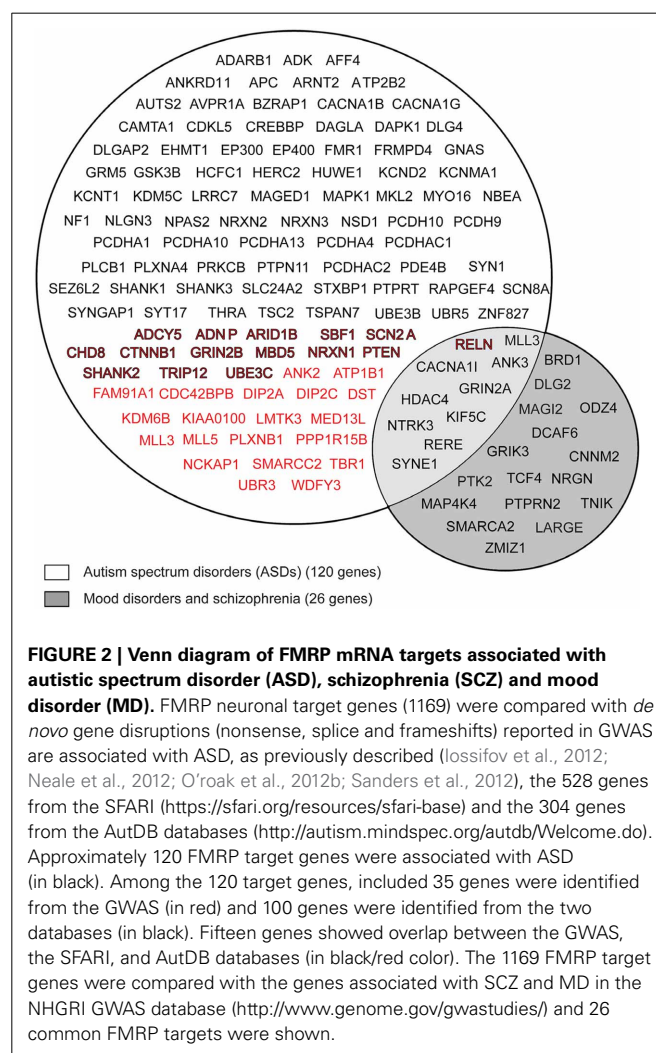 ADARB1 ADK AFF4
ANKRD11 APC ARNT2 ATP2B2
AUTS2 AVPR1A BZRAP1 CACNA1B CACNA1G
CAMTA1 CDKL5 CREBBP DAGLA DAPK1 DLG4
DLGAP2 EHMT1 EP300 EP400 FMR1 FRMPD4 GNAS
GRM5 GSK3B HCFC1 HERC2 HUWE1 KCND2 KCNMA1
KCNT1 KDM5C LRRC7 MAGED1 MAPK1 MKL2 MYO16 NBEA
NF1 NLGN3 NPAS2 NRXN2 NRXN3 NSD1 PCDH10 PCDH9
PCDHA1 PCDHA10 PCDHA13 PCDHA4 PCDHAC1
PLCB1 PLXNA4 PRKCB PTPN11 PCDHAC2 PDE4B SYN1
SEZ6L2 SHANK1 SHANK3 SLC24A2 STXBP1 PTPRT RAPGEF4 SCN8A
SYNGAP1 SYT17 THRA TSC2 TSPAN7 UBE3B UBR5 ZNF827
ADCY5 ADNP ARID1B SBF1 SCN2A
CHD8 CTNNB1 GRIN2B MBD5 NRXN1 PTEN
SHANK2 TRIP12 UBE3C ANK2 ATP1B1
FAM91A1 CDC42BPB DIP2A DIP2C DST
KDM6B KIAA0100 LMTK3 MED13L
MLL3 MLL5 PLXNB1 PPP1R15B
NCKAP1 SMARCC2 TBR1
UBR3 WDFY3
RELN MLL3
CACNA1I ANK3
HDAC4 GRIN2A
NTRK3 KIF5C
RERE
SYNE1
BRD1
DLG2
MAGI2 ODZ4
DCAF6
GRIK3 CNNM2
PTK2 TCF4 NRGN
MAP4K4 PTPRN2 TNIK
SMARCA2 LARGE
ZMIZ1
Autism spectrum disorders (ASDs) (120 genes)
Mood disorders and schizophrenia (26 genes)
FIGURE 2 | Venn diagram of FMRP mRNA targets associated with
autistic spectrum disorder (ASD), schizophrenia (SCZ) and mood
disorder (MD). FMRP neuronal target genes (1169) were compared with de
novo gene disruptions (nonsense, splice and frameshifts) reported in GWAS
are associated with ASD, as previously described (Iossifov et al., 2012;
Neale et al., 2012; O'roak et al., 2012b; Sanders et al., 2012), the 528 genes
from the SFARI (https://sfari.org/resources/sfari-base) and the 304 genes
from the AutDB databases (http://autism.mindspec.org/autdb/Welcome.do).
Approximately 120 FMRP target genes were associated with ASD
(in black). Among the 120 target genes, included 35 genes were identified
from the GWAS (in red) and 100 genes were identified from the two
databases (in black). Fifteen genes showed overlap between the GWAS,
the SFARI, and AutDB databases (in black/red color). The 1169 FMRP target
genes were compared with the genes associated with SCZ and MD in the
NHGRI GWAS database (http://www.genome.gov/gwastudies/) and 26
common FMRP targets were shown.